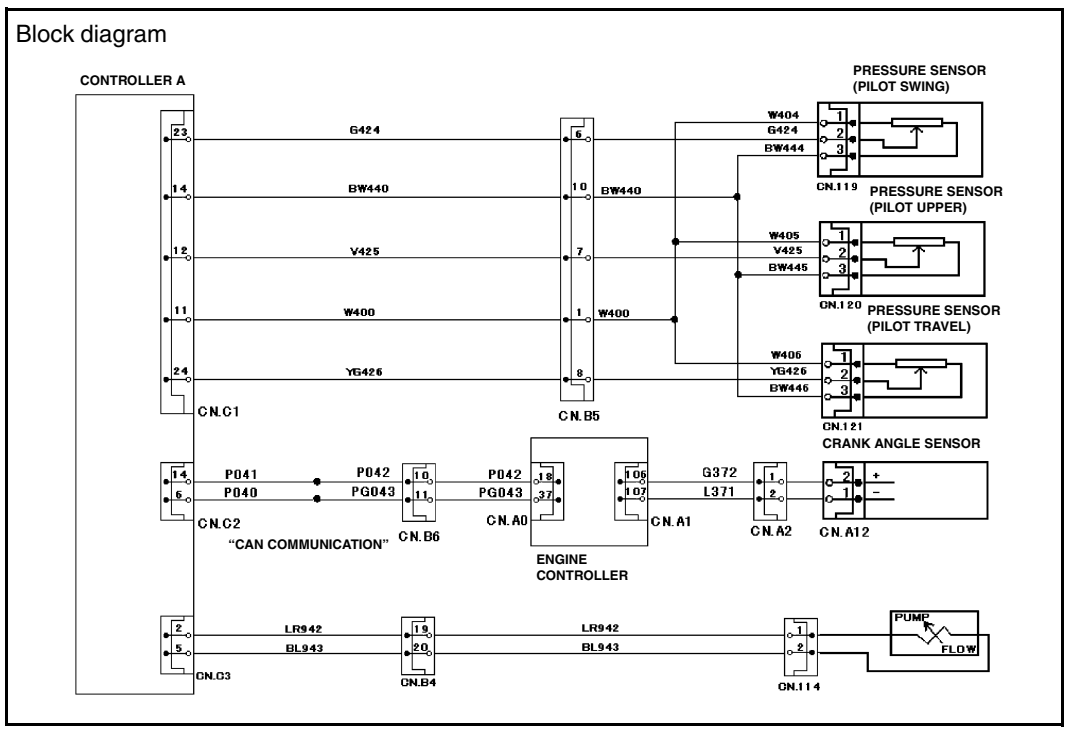 Block diagram
CONTROLLER A
PRESSURE SENSOR
(PILOT SWING)
23
G424
6
W404
G424
BW444
1
2
3
CN.119
14
BW440
10
BW440
PRESSURE SENSOR
(PILOT UPPER)
12
V425
7
W405
V425
BW445
1
2
3
CN.120
11
W400
1
W400
PRESSURE SENSOR
(PILOT TRAVEL)
24
YG426
8
W406
YG426
BW446
1
2
3
CN.121
CN.C1
CN.B5
CRANK ANGLE SENSOR
14
P041
P042
10
P042
18
106
G372
1
2
+
6
P040
PG043
11
PG043
37
107
L371
2
1
−
CN.C2
CN.B6
CN.A0
CN.A1
CN.A2
CN.A12
“CAN COMMUNICATION”
ENGINE
CONTROLLER
2
LR942
19
LR942
1
PUMP
5
BL943
20
BL943
2
FLOW
CN.C3
CN.B4
CN.114